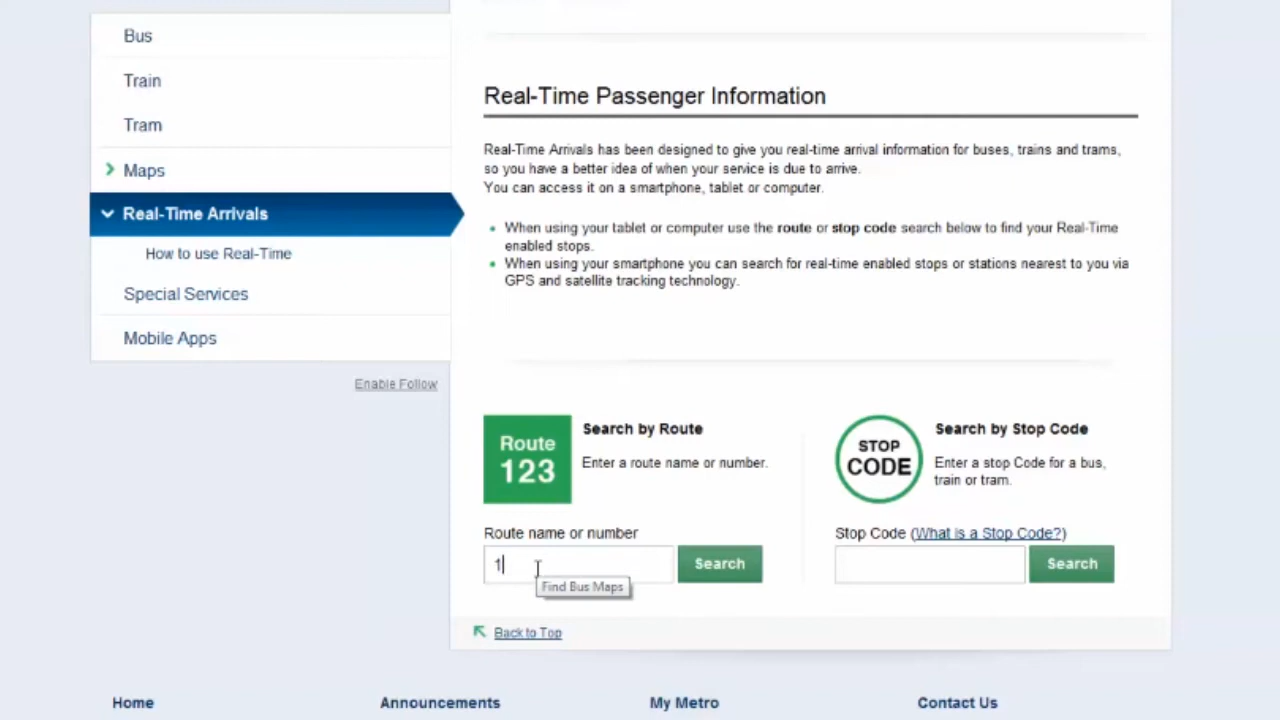 Bus
Train
Tram
Maps
Real-Time Arrivals
How to use Real-Time
Special Services
Mobile Apps
Enable Follow
Real-Time Passenger Information
Real-Time Arrivals has been designed to give you real-time arrival information for buses, trains and trams,
so you have a better idea of when your service is due to arrive.
You can access it on a smartphone, tablet or computer.
When using your tablet or computer use the route or stop code search below to find your Real-Time
enabled stops.
When using your smartphone you can search for real-time enabled stops or stations nearest to you via
GPS and satellite tracking technology.
Route
123
Search by Route
Enter a route name or number.
Route name or number
1
Search
Find Bus Maps
STOP
CODE
Search by Stop Code
Enter a stop Code for a bus,
train or tram.
Stop Code (What is a Stop Code?)
Search
Back to Top
Home
Announcements
My Metro
Contact Us